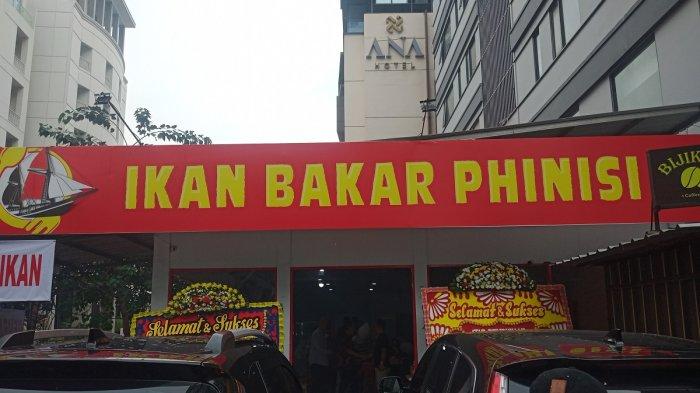 ANA
HOTEL
IKAN BAKAR PHINISI
BIJIK
IKAN
Selamat & Sukses
Selamat & Sukses